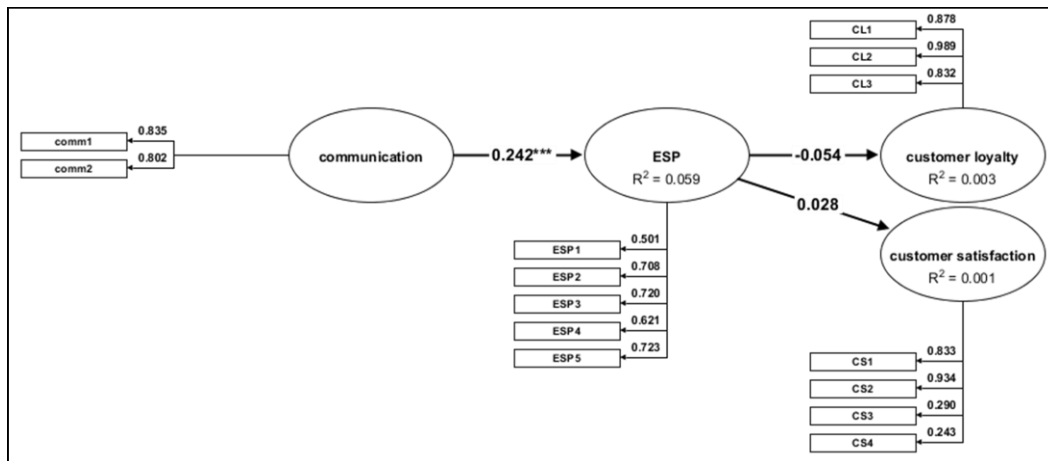 0.878
CL1
0.989
CL2
0.832
CL3
0.835
comm1
0.802
comm2
communication
0.242***
ESP
R² = 0.059
-0.054
customer loyalty
R² = 0.003
0.028
customer satisfaction
R² = 0.001
0.501
ESP1
0.708
ESP2
0.720
ESP3
0.621
ESP4
0.723
ESP5
0.833
CS1
0.934
CS2
0.290
CS3
0.243
CS4